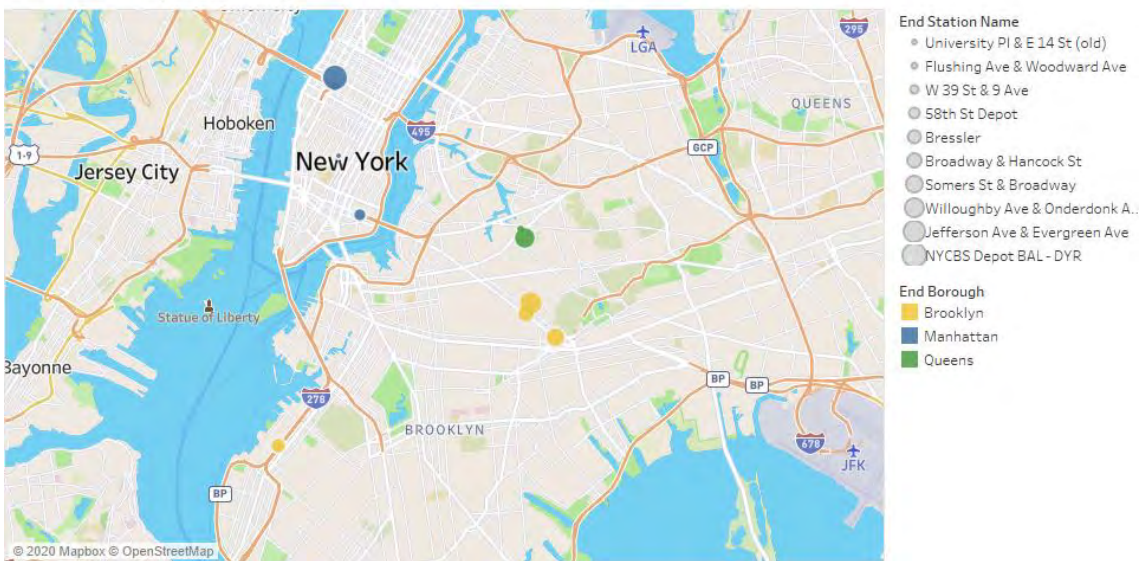 295
LGA
QUEENS
Hoboken
495
1-9
New York
GCP
Jersey City
Statue of Liberty
Bayonne
278
BP
BP
BROOKLYN
678
JFK
BP
© 2020 Mapbox © OpenStreetMap
End Station Name
University Pl & E 14 St (old)
Flushing Ave & Woodward Ave
W 39 St & 9 Ave
58th St Depot
Bressler
Broadway & Hancock St
Somers St & Broadway
Willoughby Ave & Onderdonk A..
Jefferson Ave & Evergreen Ave
NYCBS Depot BAL - DYR
End Borough
Brooklyn
Manhattan
Queens